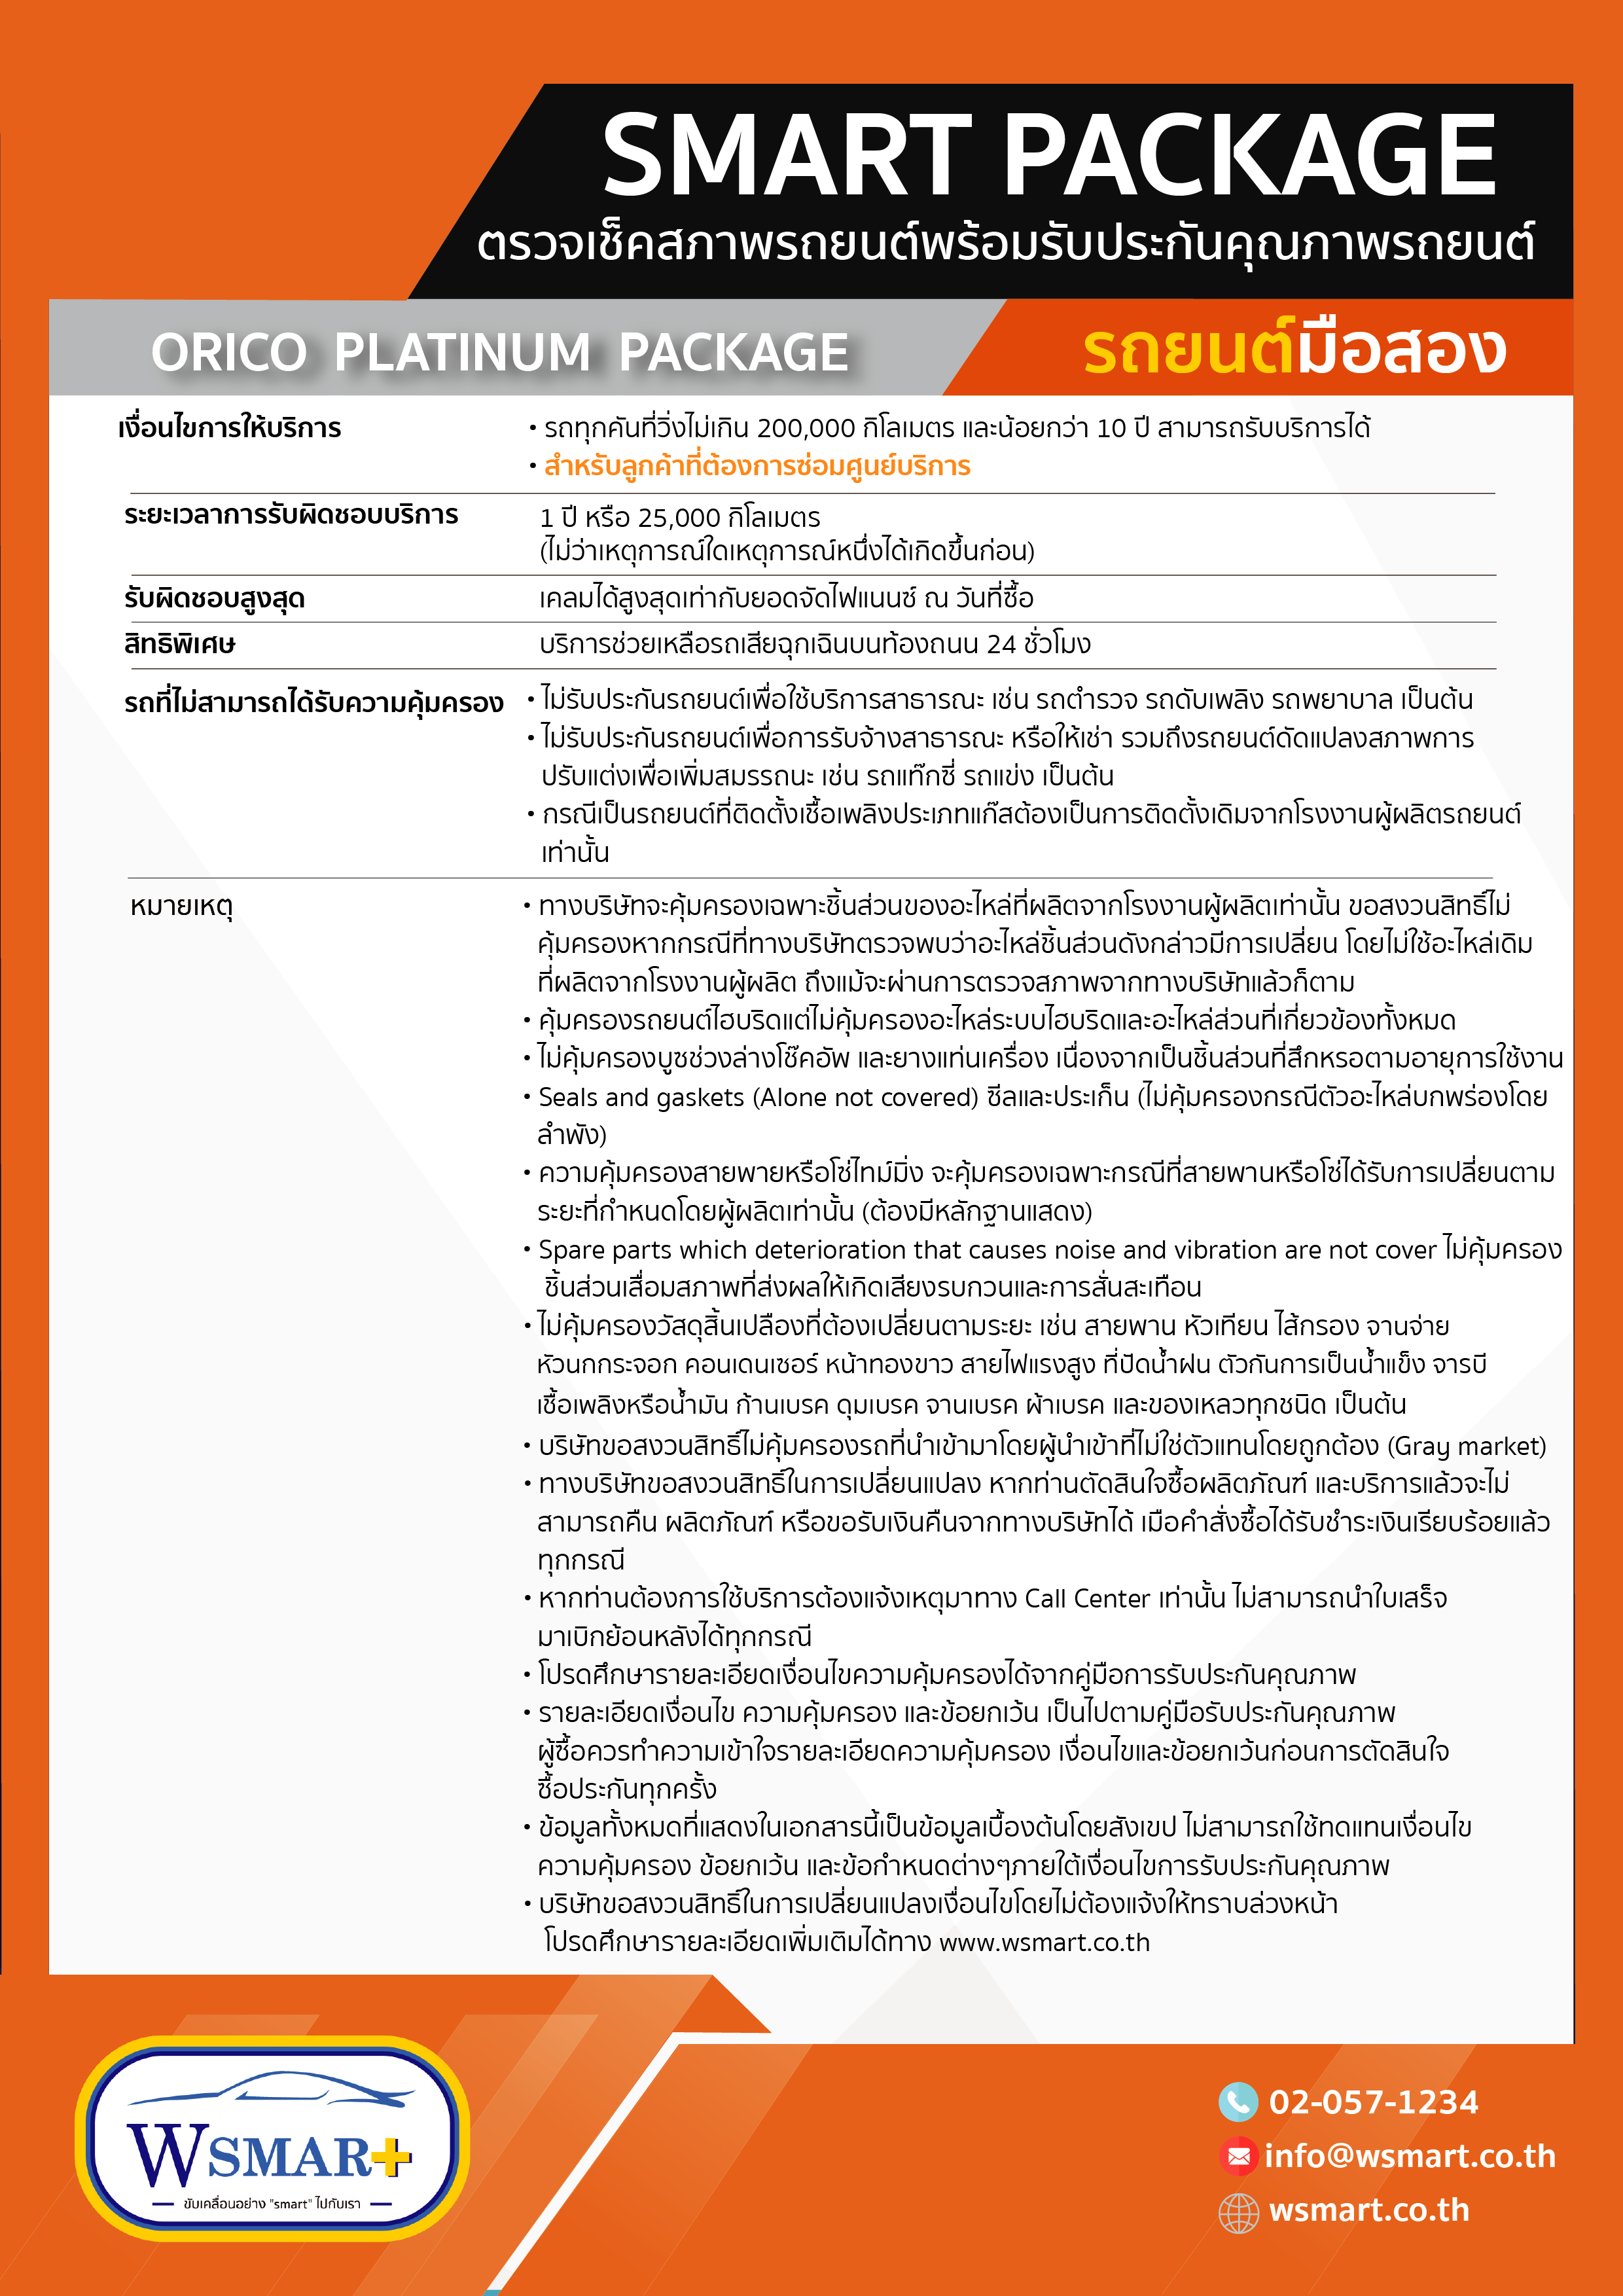 SMART PACKAGE
ตรวจเช็คสภาพรถยนต์พร้อมรับประกันคุณภาพรถยนต์
ORICO PLATINUM PACKAGE
รถยนต์มือสอง
เงื่อนไขการให้บริการ
• รถทุกคันที่วิ่งไม่เกิน 200,000 กิโลเมตร และน้อยกว่า 10 ปี สามารถรับบริการได้
• สำหรับลูกค้าที่ต้องการซ่อมศูนย์บริการ
ระยะเวลาการรับผิดชอบบริการ
1 ปี หรือ 25,000 กิโลเมตร
(ไม่ว่าเหตุการณ์ใดเหตุการณ์หนึ่งได้เกิดขึ้นก่อน)
รับผิดชอบสูงสุด
เคลมได้สูงสุดเท่ากับยอดจัดไฟแนนซ์ ณ วันที่ซื้อ
สิทธิพิเศษ
บริการช่วยเหลือรถเสียฉุกเฉินบนท้องถนน 24 ชั่วโมง
รถที่ไม่สามารถได้รับความคุ้มครอง
• ไม่รับประกันรถยนต์เพื่อใช้บริการสาธารณะ เช่น รถตำรวจ รถดับเพลิง รถพยาบาล เป็นต้น
• ไม่รับประกันรถยนต์เพื่อการรับจ้างสาธารณะ หรือให้เช่า รวมถึงรถยนต์ดัดแปลงสภาพการ
ปรับแต่งเพื่อเพิ่มสมรรถนะ เช่น รถแท๊กซี่ รถแข่ง เป็นต้น
• กรณีเป็นรถยนต์ที่ติดตั้งเชื้อเพลิงประเภทแก๊สต้องเป็นการติดตั้งเดิมจากโรงงานผู้ผลิตรถยนต์
เท่านั้น
หมายเหตุ
• ทางบริษัทจะคุ้มครองเฉพาะชิ้นส่วนของอะไหล่ที่ผลิตจากโรงงานผู้ผลิตเท่านั้น ขอสงวนสิทธิ์ไม่
คุ้มครองหากกรณีที่ทางบริษัทตรวจพบว่าอะไหล่ชิ้นส่วนดังกล่าวมีการเปลี่ยน โดยไม่ใช้อะไหล่เดิม
ที่ผลิตจากโรงงานผู้ผลิต ถึงแม้จะผ่านการตรวจสภาพจากทางบริษัทแล้วก็ตาม
• คุ้มครองรถยนต์ไฮบริดแต่ไม่คุ้มครองอะไหล่ระบบไฮบริดและอะไหล่ส่วนที่เกี่ยวข้องทั้งหมด
• ไม่คุ้มครองบูชช่วงล่างโช๊คอัพ และยางแท่นเครื่อง เนื่องจากเป็นชิ้นส่วนที่สึกหรอตามอายุการใช้งาน
• Seals and gaskets (Alone not covered) ซีลและประเก็น (ไม่คุ้มครองกรณีตัวอะไหล่บกพร่องโดย
ลำพัง)
• ความคุ้มครองสายพายหรือโซ่ไทม์มิ่ง จะคุ้มครองเฉพาะกรณีที่สายพานหรือโซ่ได้รับการเปลี่ยนตาม
ระยะที่กำหนดโดยผู้ผลิตเท่านั้น (ต้องมีหลักฐานแสดง)
• Spare parts which deterioration that causes noise and vibration are not cover ไม่คุ้มครอง
ชิ้นส่วนเสื่อมสภาพที่ส่งผลให้เกิดเสียงรบกวนและการสั่นสะเทือน
• ไม่คุ้มครองวัสดุสิ้นเปลืองที่ต้องเปลี่ยนตามระยะ เช่น สายพาน หัวเทียน ไส้กรอง จานจ่าย
หัวนกกระจอก คอนเดนเซอร์ หน้าทองขาว สายไฟแรงสูง ที่ปัดน้ำฝน ตัวกันการเป็นน้ำแข็ง จารบี
เชื้อเพลิงหรือน้ำมัน ก้านเบรค ดุมเบรค จานเบรค ผ้าเบรค และของเหลวทุกชนิด เป็นต้น
• บริษัทขอสงวนสิทธิ์ไม่คุ้มครองรถที่นำเข้ามาโดยผู้นำเข้าที่ไม่ใช่ตัวแทนโดยถูกต้อง (Gray market)
• ทางบริษัทขอสงวนสิทธิ์ในการเปลี่ยนแปลง หากท่านตัดสินใจซื้อผลิตภัณฑ์ และบริการแล้วจะไม่
สามารถคืน ผลิตภัณฑ์ หรือขอรับเงินคืนจากทางบริษัทได้ เมื่อคำสั่งซื้อได้รับชำระเงินเรียบร้อยแล้ว
ทุกกรณี
• หากท่านต้องการใช้บริการต้องแจ้งเหตุมาทาง Call Center เท่านั้น ไม่สามารถนำใบเสร็จ
มาเบิกย้อนหลังได้ทุกกรณี
• โปรดศึกษารายละเอียดเงื่อนไขความคุ้มครองได้จากคู่มือการรับประกันคุณภาพ
• รายละเอียดเงื่อนไข ความคุ้มครอง และข้อยกเว้น เป็นไปตามคู่มือรับประกันคุณภาพ
ผู้ซื้อควรทำความเข้าใจรายละเอียดความคุ้มครอง เงื่อนไขและข้อยกเว้นก่อนการตัดสินใจ
ซื้อประกันทุกครั้ง
• ข้อมูลทั้งหมดที่แสดงในเอกสารนี้เป็นข้อมูลเบื้องต้นโดยสังเขป ไม่สามารถใช้ทดแทนเงื่อนไข
ความคุ้มครอง ข้อยกเว้น และข้อกำหนดต่างๆภายใต้เงื่อนไขการรับประกันคุณภาพ
• บริษัทขอสงวนสิทธิ์ในการเปลี่ยนแปลงเงื่อนไขโดยไม่ต้องแจ้งให้ทราบล่วงหน้า
โปรดศึกษารายละเอียดเพิ่มเติมได้ทาง www.wsmart.co.th
WSMAR+
ขับเคลื่อนอย่าง "smart" ไปกับเรา
02-057-1234
info@wsmart.co.th
wsmart.co.th